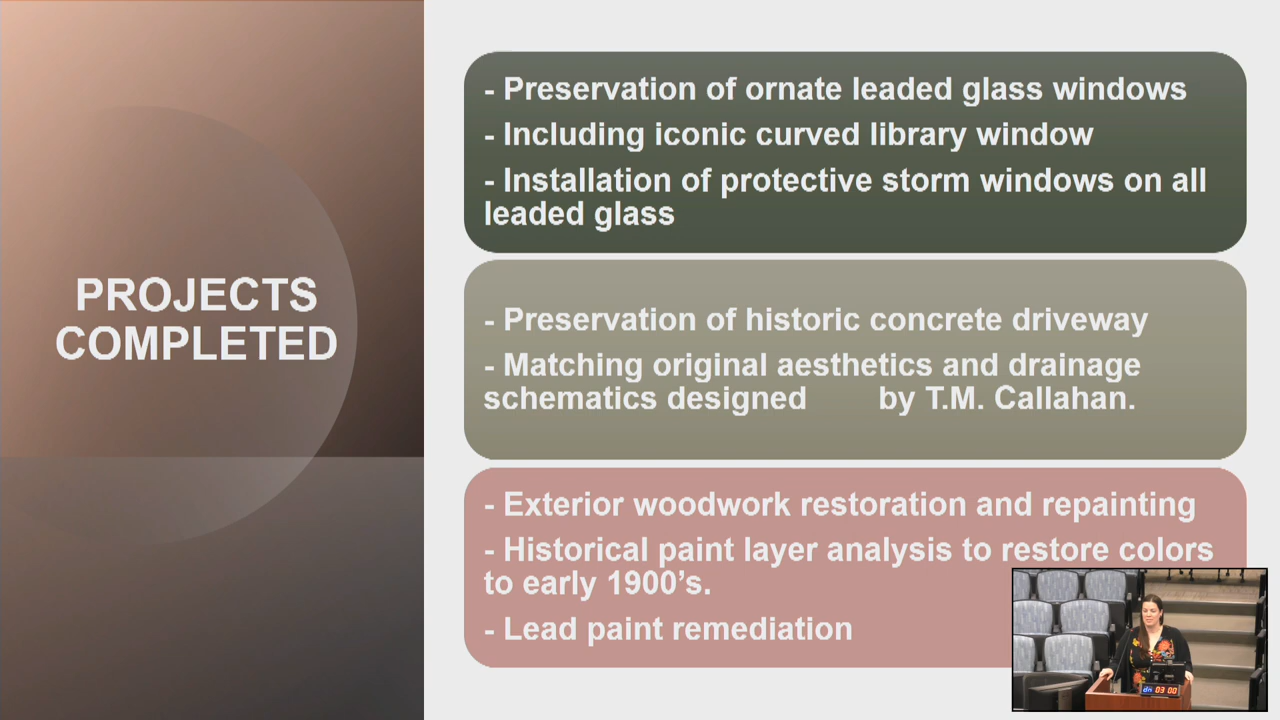 PROJECTS
COMPLETED
- Preservation of ornate leaded glass windows
- Including iconic curved library window
- Installation of protective storm windows on all
leaded glass
- Preservation of historic concrete driveway
- Matching original aesthetics and drainage
schematics designed by T.M. Callahan.
- Exterior woodwork restoration and repainting
- Historical paint layer analysis to restore colors
to early 1900’s.
- Lead paint remediation
03 00